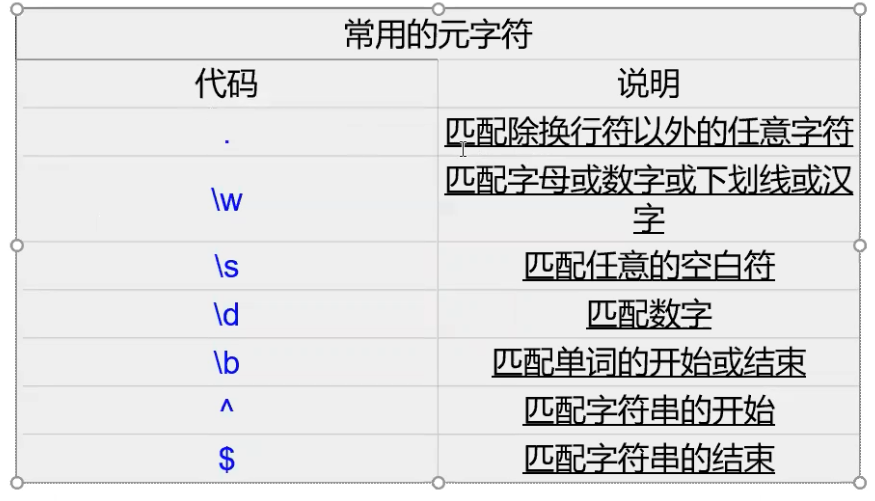 常用的元字符
代码 说明
. 匹配除换行符以外的任意字符
\w 匹配字母或数字或下划线或汉
字
\s 匹配任意的空白符
\d 匹配数字
\b 匹配单词的开始或结束
^ 匹配字符串的开始
$ 匹配字符串的结束